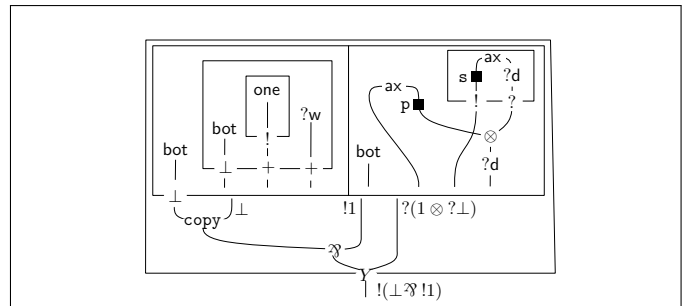 ax
ax
s ?d
one
p ! ?
?w
bot
! ⊗
bot bot
?d
⊥ + +
⊥
⊥ !1 ?(1 ⊗ ?⊥)
copy
⅋
Y
!(⊥⅋ !1)